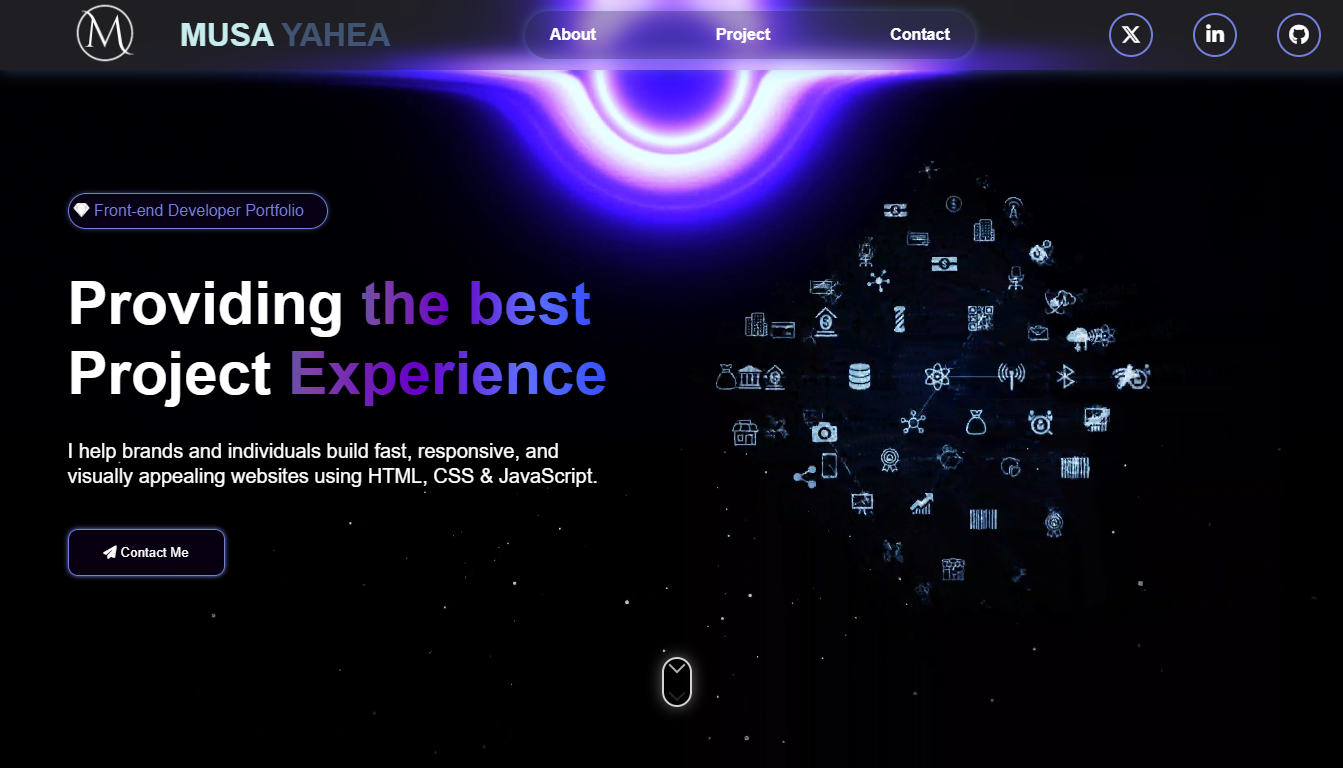 M
MUSA YAHEA
About
Project
Contact
X
in
Front-end Developer Portfolio
Providing the best
Project Experience
I help brands and individuals build fast, responsive, and
visually appealing websites using HTML, CSS & JavaScript.
Contact Me